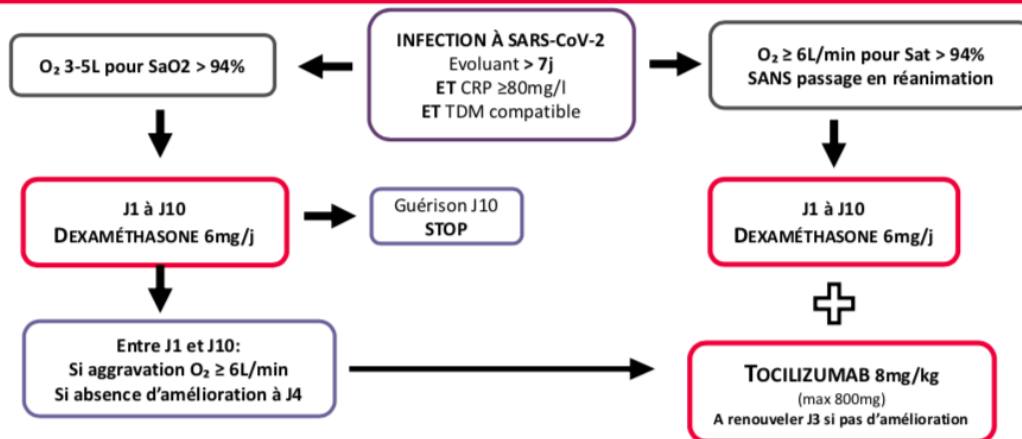 INFECTION À SARS-CoV-2
Evoluant > 7j
ET CRP ≥80mg/l
ET TDM compatible
O₂ 3-5L pour SaO2 > 94%
O₂ ≥ 6L/min pour Sat > 94%
SANS passage en réanimation
J1 à J10
DEXAMÉTHASONE 6mg/j
Guérison J10
STOP
J1 à J10
DEXAMÉTHASONE 6mg/j
Entre J1 et J10:
Si aggravation O₂ ≥ 6L/min
Si absence d'amélioration à J4
TOCILIZUMAB 8mg/kg
(max 800mg)
A renouveler J3 si pas d'amélioration